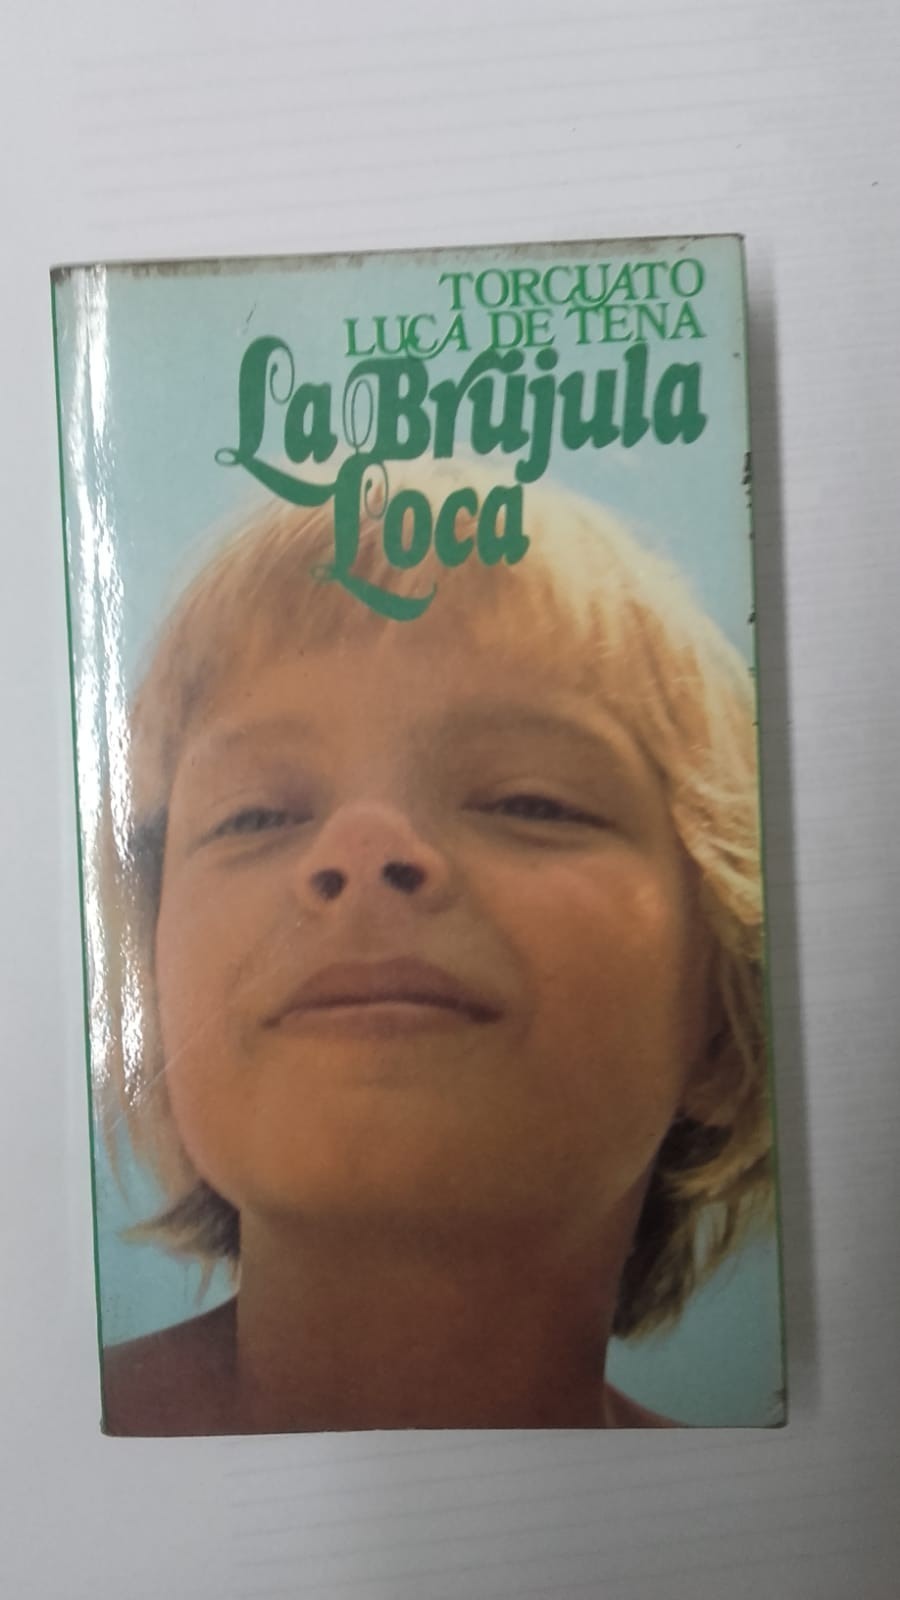 TORCUATO
LUCA DE TENA
La Brújula
Loca